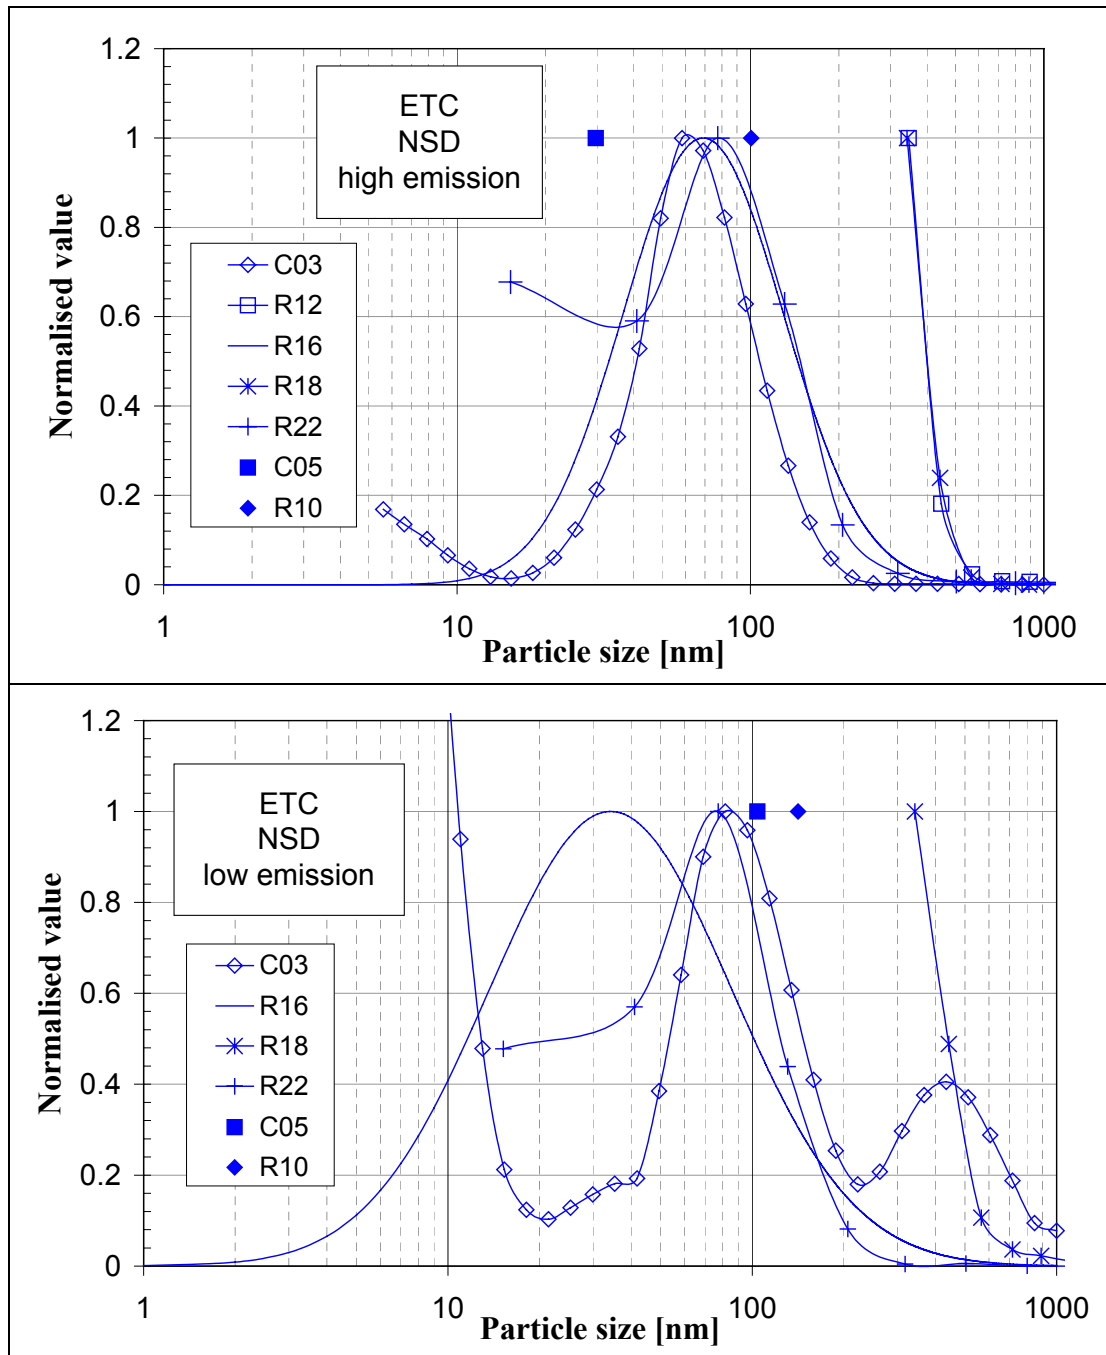 1.2
1
0.8
0.6
0.4
0.2
0
Normalised value
ETC
NSD
high emission
C03
R12
R16
R18
R22
C05
R10
1 10 100 1000
Particle size [nm]
1.2
1
0.8
0.6
0.4
0.2
0
Normalised value
ETC
NSD
low emission
C03
R16
R18
R22
C05
R10
1 10 100 1000
Particle size [nm]